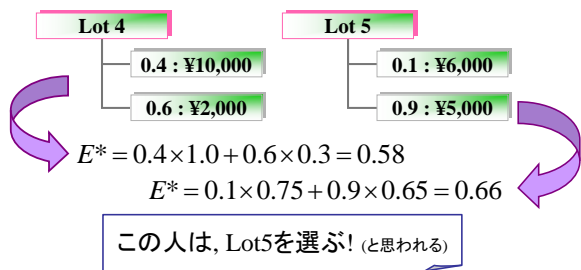 Lot 4 Lot 5
0.4 : ¥10,000 0.1 : ¥6,000
0.6 : ¥2,000 0.9 : ¥5,000
E* = 0.4×1.0 + 0.6×0.3 = 0.58
E* = 0.1×0.75 + 0.9×0.65 = 0.66
この人は, Lot5を選ぶ! (と思われる)